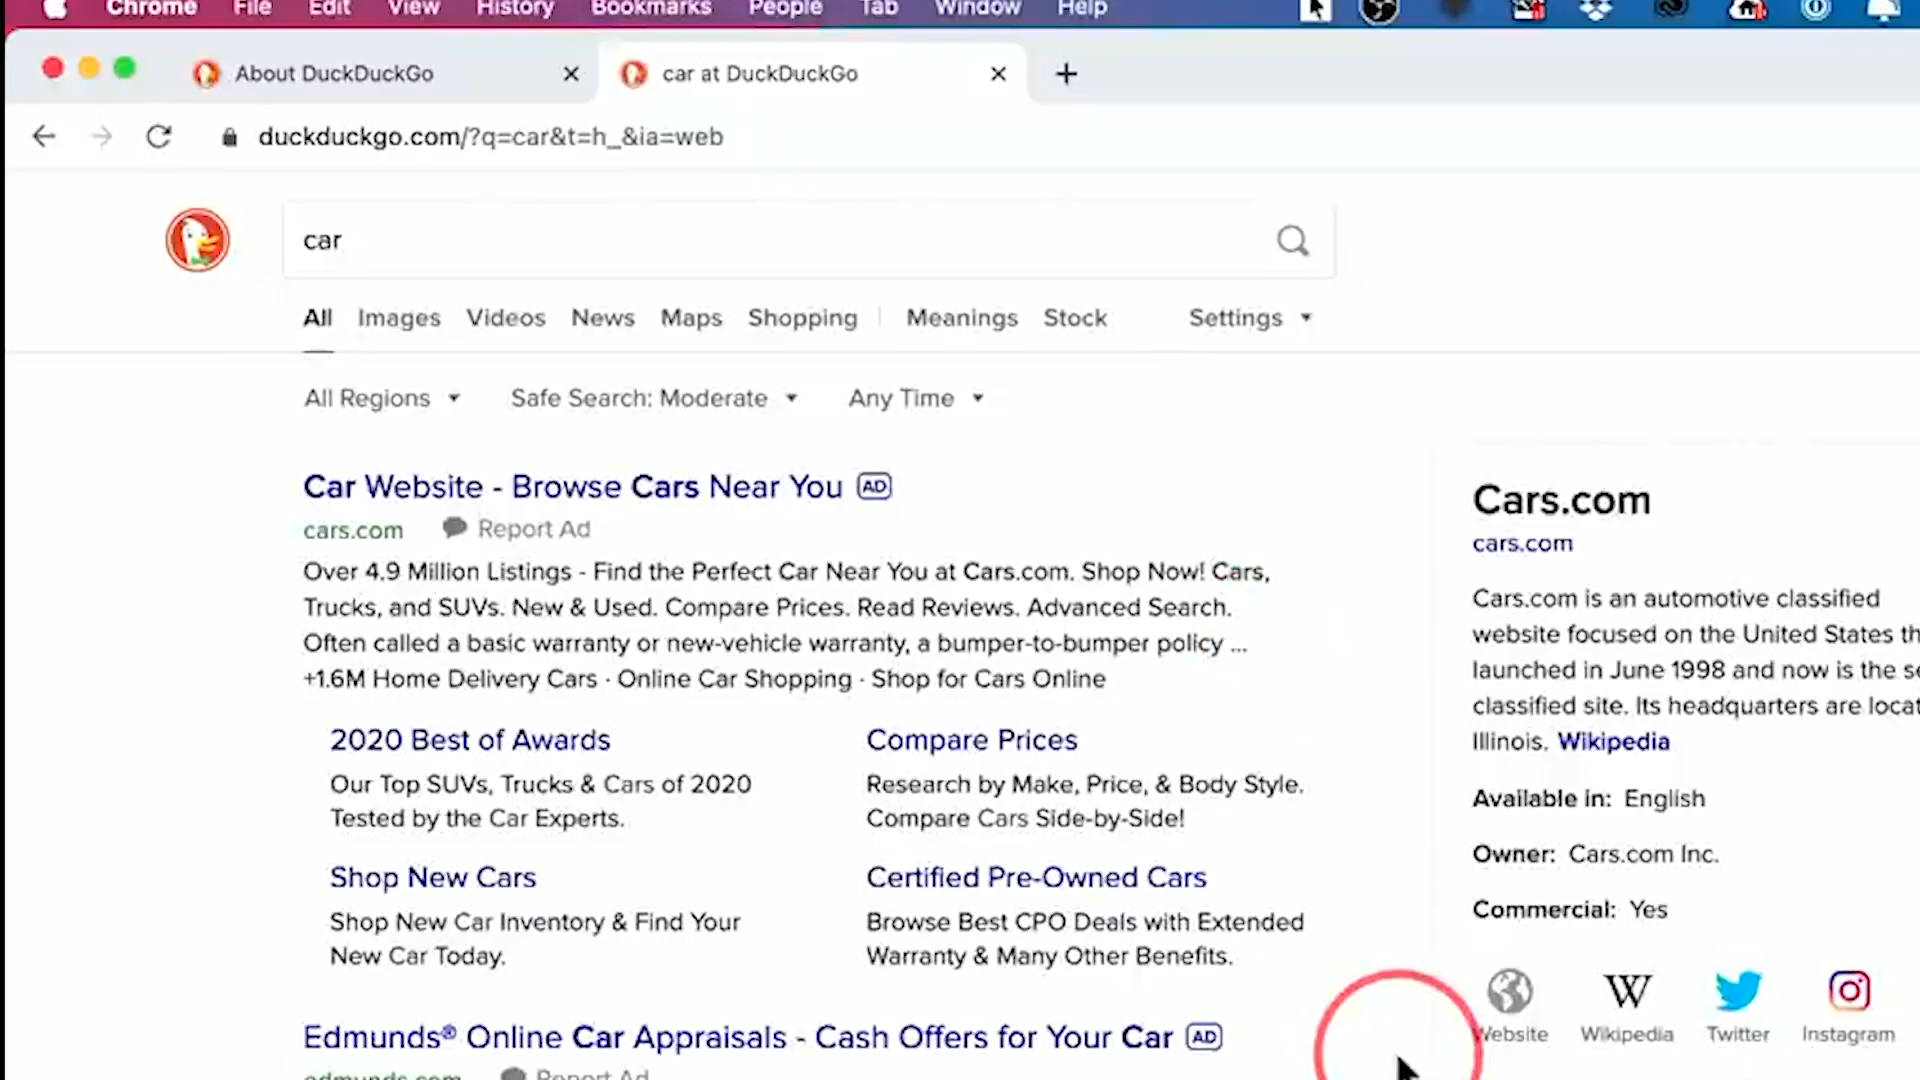 Chrome File Edit View History Bookmarks People Tab Window Help
About DuckDuckGo
car at DuckDuckGo
duckduckgo.com/?q=car&t=h_&ia=web
car
All Images Videos News Maps Shopping Meanings Stock Settings
All Regions Safe Search: Moderate Any Time
Car Website - Browse Cars Near You AD
cars.com Report Ad
Over 4.9 Million Listings - Find the Perfect Car Near You at Cars.com. Shop Now! Cars,
Trucks, and SUVs. New & Used. Compare Prices. Read Reviews. Advanced Search.
Often called a basic warranty or new-vehicle warranty, a bumper-to-bumper policy ...
+1.6M Home Delivery Cars · Online Car Shopping · Shop for Cars Online
2020 Best of Awards
Our Top SUVs, Trucks & Cars of 2020
Tested by the Car Experts.
Compare Prices
Research by Make, Price, & Body Style.
Compare Cars Side-by-Side!
Shop New Cars
Shop New Car Inventory & Find Your
New Car Today.
Certified Pre-Owned Cars
Browse Best CPO Deals with Extended
Warranty & Many Other Benefits.
Edmunds® Online Car Appraisals - Cash Offers for Your Car AD
edmunds.com Report Ad
Cars.com
cars.com
Cars.com is an automotive classified
website focused on the United States th
launched in June 1998 and now is the se
classified site. Its headquarters are locat
Illinois. Wikipedia
Available in: English
Owner: Cars.com Inc.
Commercial: Yes
W
Website Wikipedia Twitter Instagram